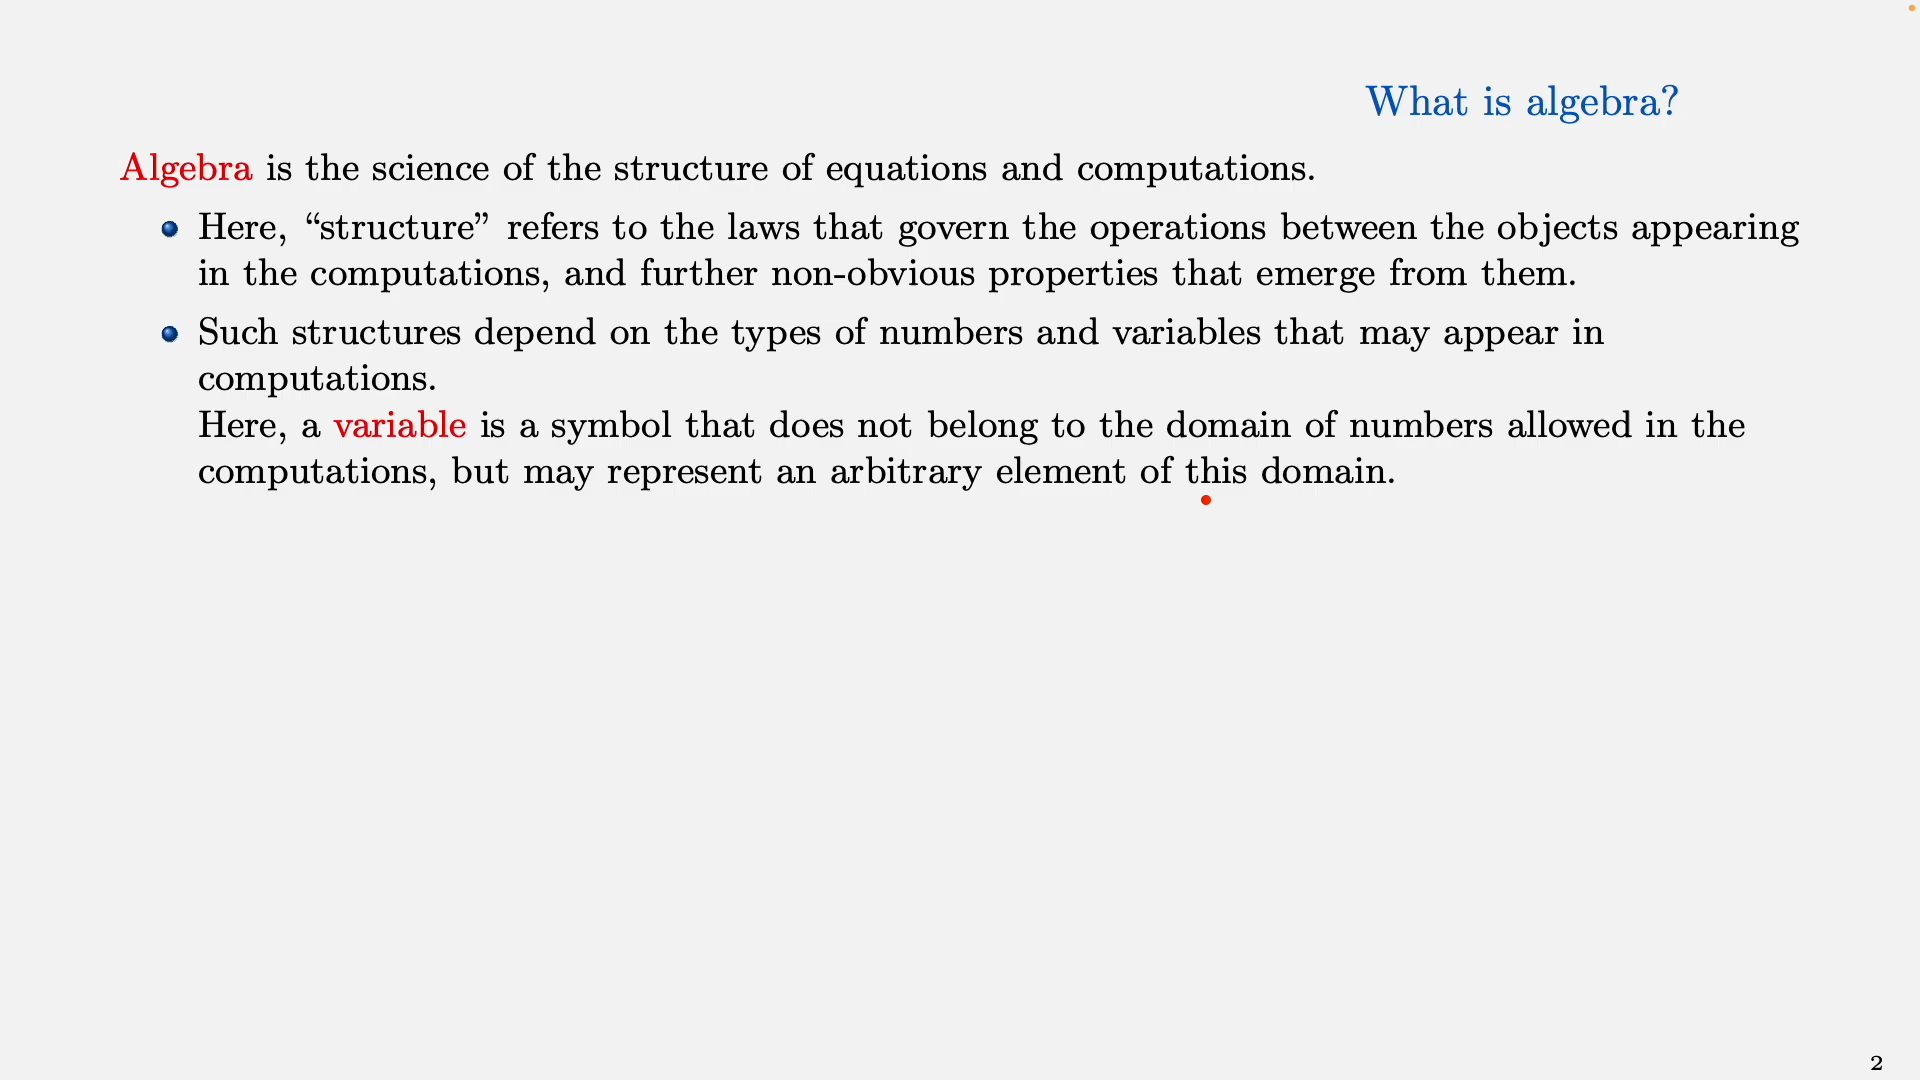 What is algebra?
Algebra is the science of the structure of equations and computations.
Here, “structure” refers to the laws that govern the operations between the objects appearing
in the computations, and further non-obvious properties that emerge from them.
Such structures depend on the types of numbers and variables that may appear in
computations.
Here, a variable is a symbol that does not belong to the domain of numbers allowed in the
computations, but may represent an arbitrary element of this domain.
2